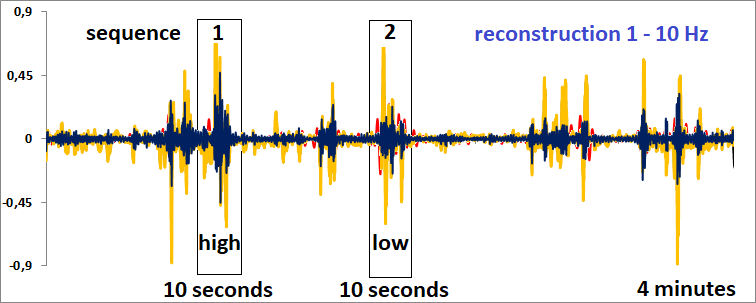 0,9
sequence 1 2 reconstruction 1 - 10 Hz
0,45
0
-0,45
high low
-0,9
10 seconds 10 seconds 4 minutes